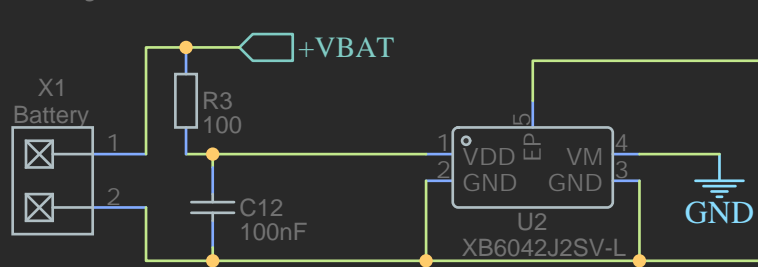 +VBAT
X1
Battery
R3
100
1
2
C12
100nF
5
EP
1
VDD
2
GND
VM
4
GND
3
U2
XB6042J2SV-L
GND